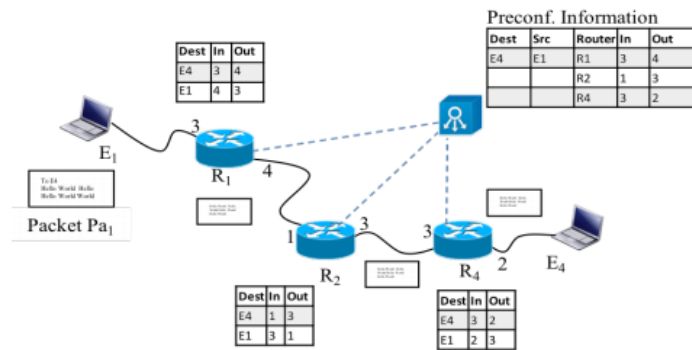 Preconf. Information
Dest Src Router In Out
E4 E1 R1 3 4
R2 1 3
R4 3 2
Dest In Out
E4 3 4
E1 4 3
E1
3
R1
4
To E4
Hello World Hello
Hello World World
Packet Pa1
1
3
R2
3
R4
2
E4
Dest In Out
E4 1 3
E1 3 1
Dest In Out
E4 3 2
E1 2 3